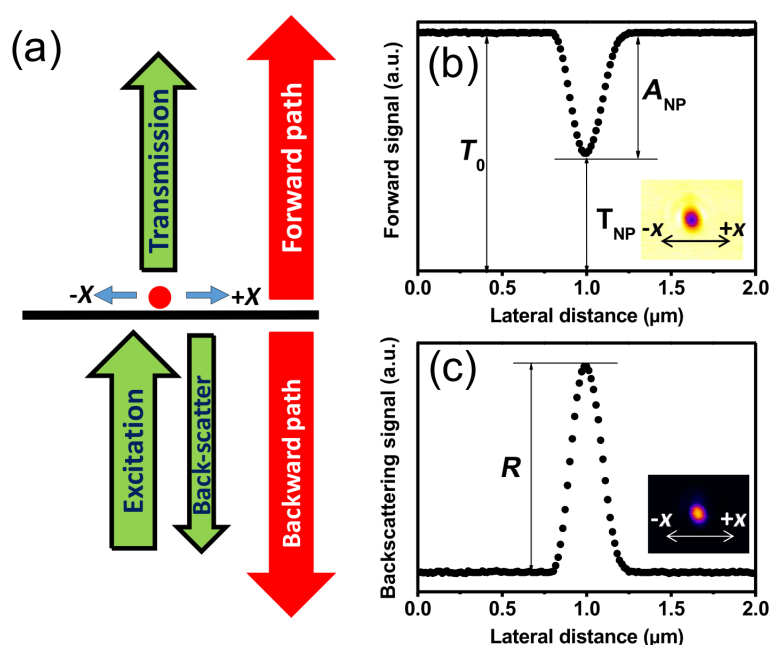 (a)
Transmission
Forward path
-X
+X
Excitation
Back-scatter
Backward path
(b)
Forward signal (a.u.)
T0
ANP
TNP
-x
+x
0.0 0.5 1.0 1.5 2.0
Lateral distance (µm)
(c)
Backscattering signal (a.u.)
R
-x
+x
0.0 0.5 1.0 1.5 2.0
Lateral distance (µm)